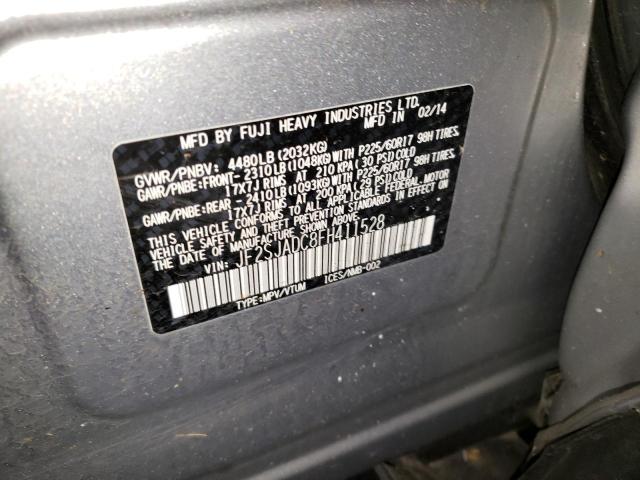 MFD BY FUJI HEAVY INDUSTRIES LTD.
MFD IN 02/14
GVWR/PNBV: 4480LB (2032KG)
GAWR/PNBE:FRONT-2310LB(1048KG)WITH P225/60R17 98H TIRES,
17X7J RIMS AT 210 KPA (30 PSI)COLD
GAWR/PNBE:REAR -2410LB(1093KG)WITH P225/60R17 98H TIRES,
17X7J RIMS AT 200 KPA (29 PSI)COLD
THIS VEHICLE CONFORMS TO ALL APPLICABLE FEDERAL MOTOR
VEHICLE SAFETY AND THEFT PREVENTION STANDARDS IN EFFECT ON
THE DATE OF MANUFACTURE SHOWN ABOVE.
VIN: JF2SJADC8FH411528
TYPE:MPV/VTUM ICES/NMB-002